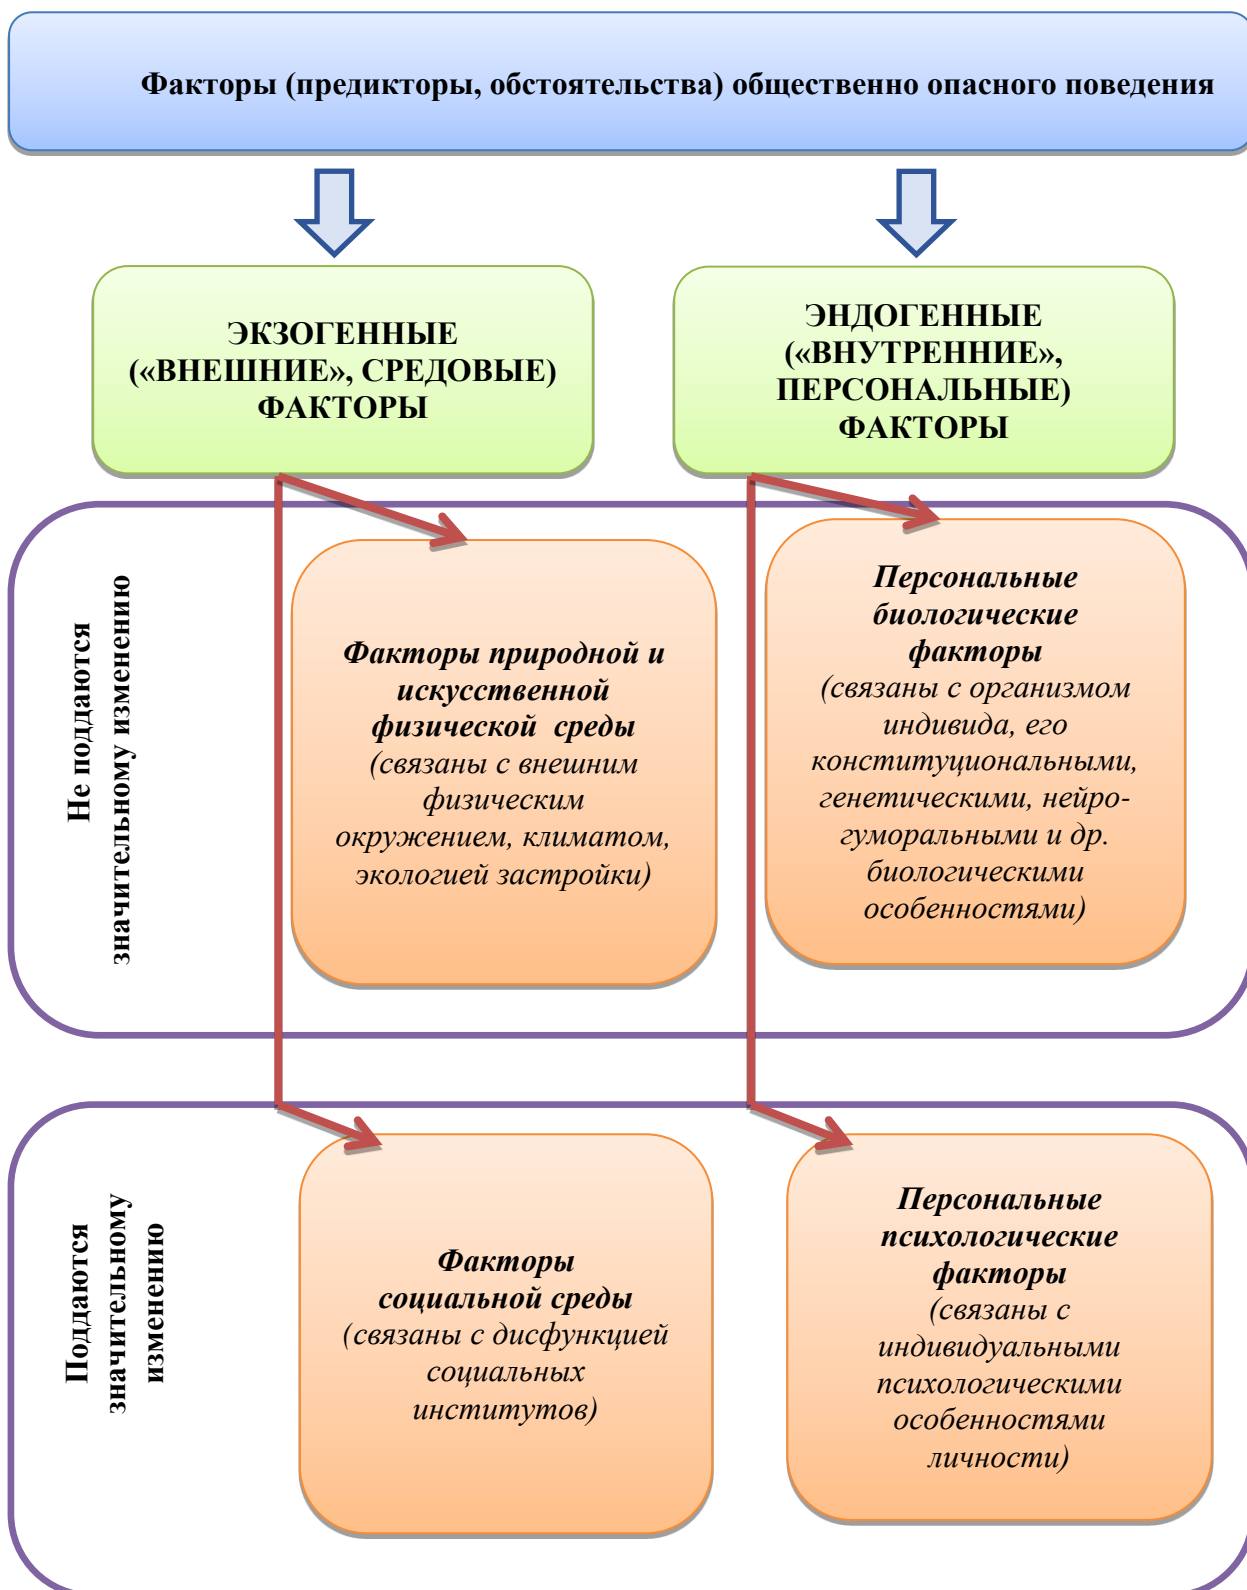 Факторы (предикторы, обстоятельства) общественно опасного поведения
ЭКЗОГЕННЫЕ
(«ВНЕШНИЕ», СРЕДОВЫЕ)
ФАКТОРЫ
ЭНДОГЕННЫЕ
(«ВНУТРЕННИЕ»,
ПЕРСОНАЛЬНЫЕ)
ФАКТОРЫ
Не поддаются
значительному изменению
Факторы природной и
искусственной
физической среды
(связаны с внешним
физическим
окружением, климатом,
экологией застройки)
Персональные
биологические
факторы
(связаны с организмом
индивида, его
конституциональными,
генетическими, нейро-
гуморальными и др.
биологическими
особенностями)
Поддаются
значительному
изменению
Факторы
социальной среды
(связаны с дисфункцией
социальных
институтов)
Персональные
психологические
факторы
(связаны с
индивидуальными
психологическими
особенностями
личности)